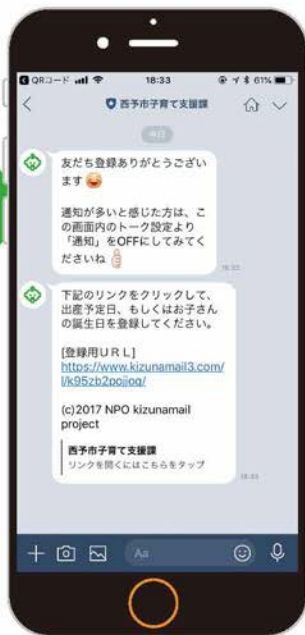 QRコード 18:33 61%
西予市子育て支援課
今日
友だち登録ありがとうござい
ます
通知が多いと感じた方は、こ
の画面内のトーク設定より
「通知」をOFFにしてみてく
ださいね
18:33
下記のリンクをクリックして、
出産予定日、もしくはお子さん
の誕生日を登録してください。
[登録用URL]
https://www.kizunamail3.com/
l/k95zb2pojjoq/
(c)2017 NPO kizunamail
project
西予市子育て支援課
リンクを開くにはこちらをタップ
18:33
Aa